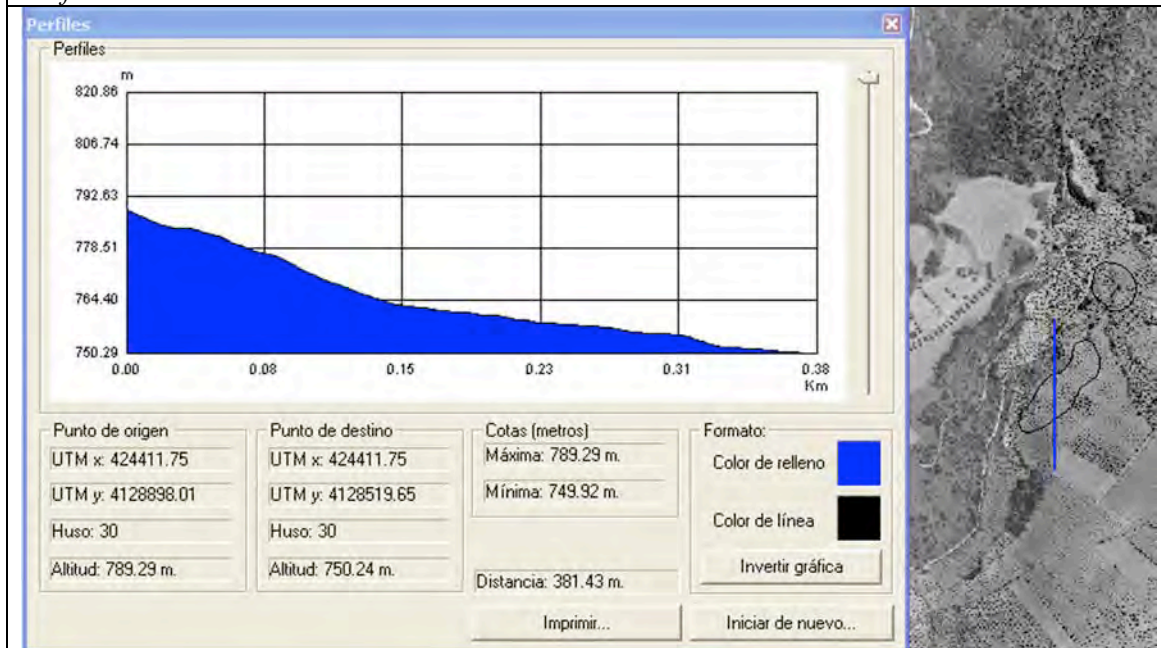 Perfiles
Perfiles
m
820.86
806.74
792.63
778.51
764.40
750.29
0.00 0.08 0.15 0.23 0.31 0.38
Km
Punto de origen
UTM x: 424411.75
UTM y: 4128898.01
Huso: 30
Altitud: 789.29 m.
Punto de destino
UTM x: 424411.75
UTM y: 4128519.65
Huso: 30
Altitud: 750.24 m.
Cotas (metros)
Máxima: 789.29 m.
Mínima: 749.92 m.
Distancia: 381.43 m.
Formato:
Color de relleno
Color de línea
Invertir gráfica
Imprimir...
Iniciar de nuevo...